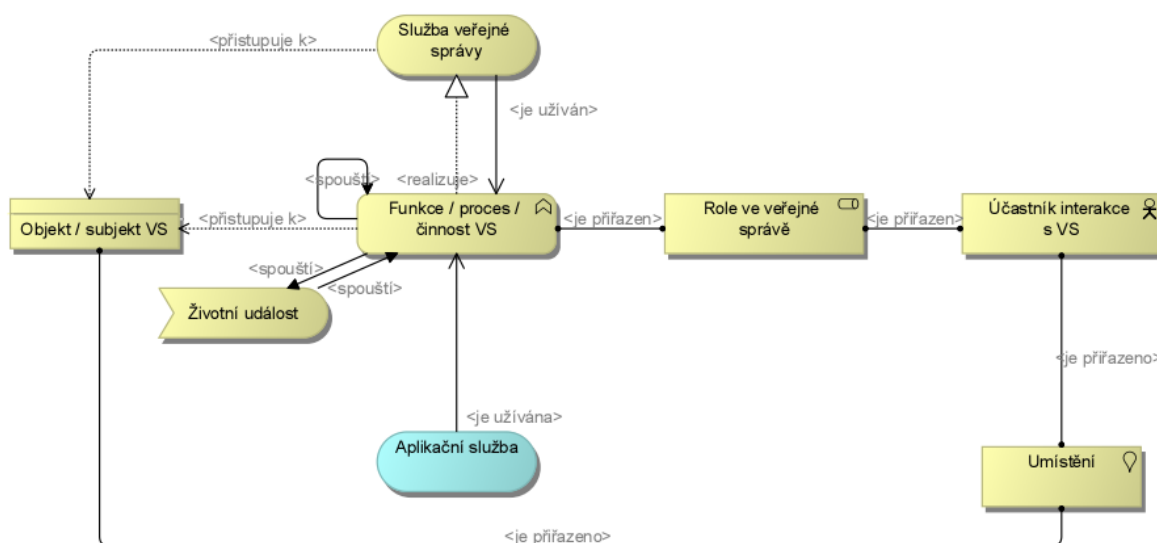 Služba veřejné
správy
<přistupuje k>
<je užíván>
<spouští>
<realizuje>
Objekt / subjekt VS
<přistupuje k>
Funkce / proces /
činnost VS
<je přiřazen>
Role ve veřejné
správě
<je přiřazen>
Účastník interakce
s VS
<spouští>
<spouští>
Životní událost
<je přiřazeno>
<je užívána>
Aplikační služba
Umístění
<je přiřazeno>